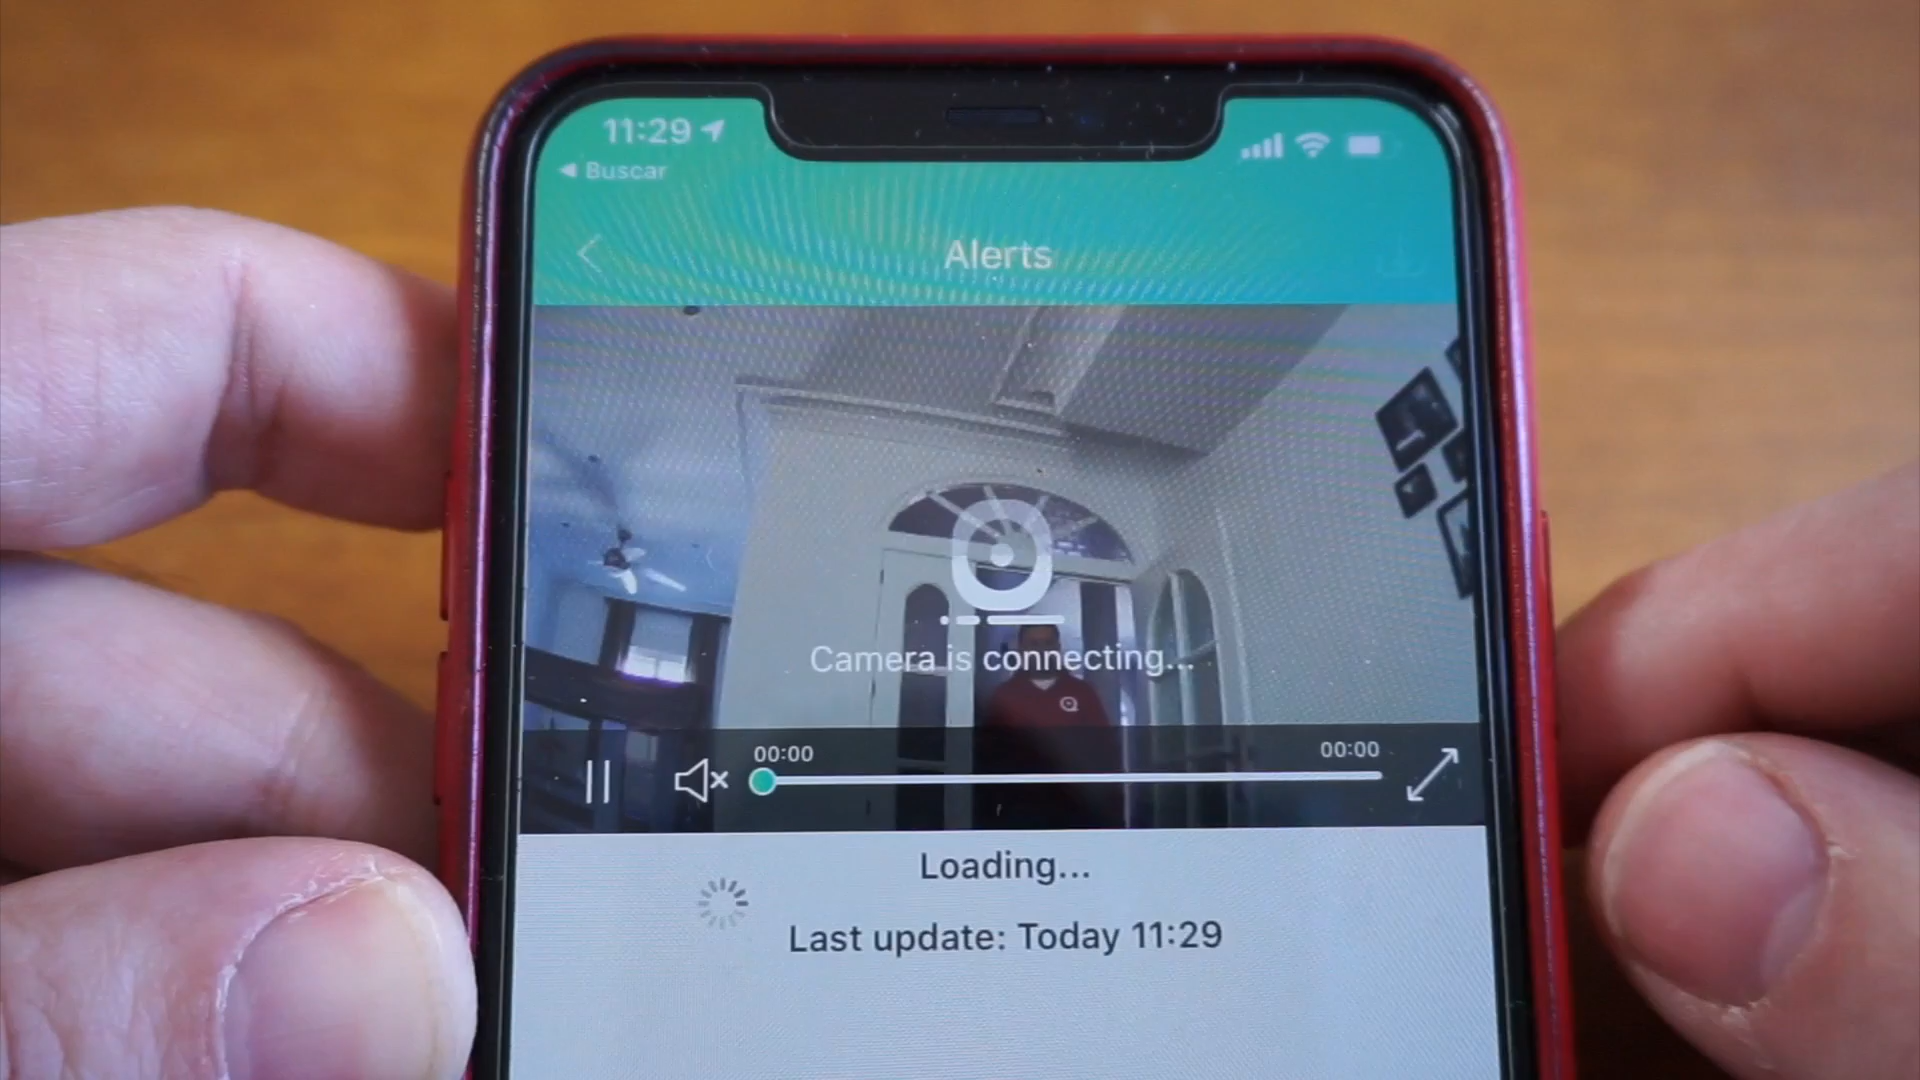 11:29
Buscar
Alerts
Camera is connecting...
00:00
00:00
Loading...
Last update: Today 11:29